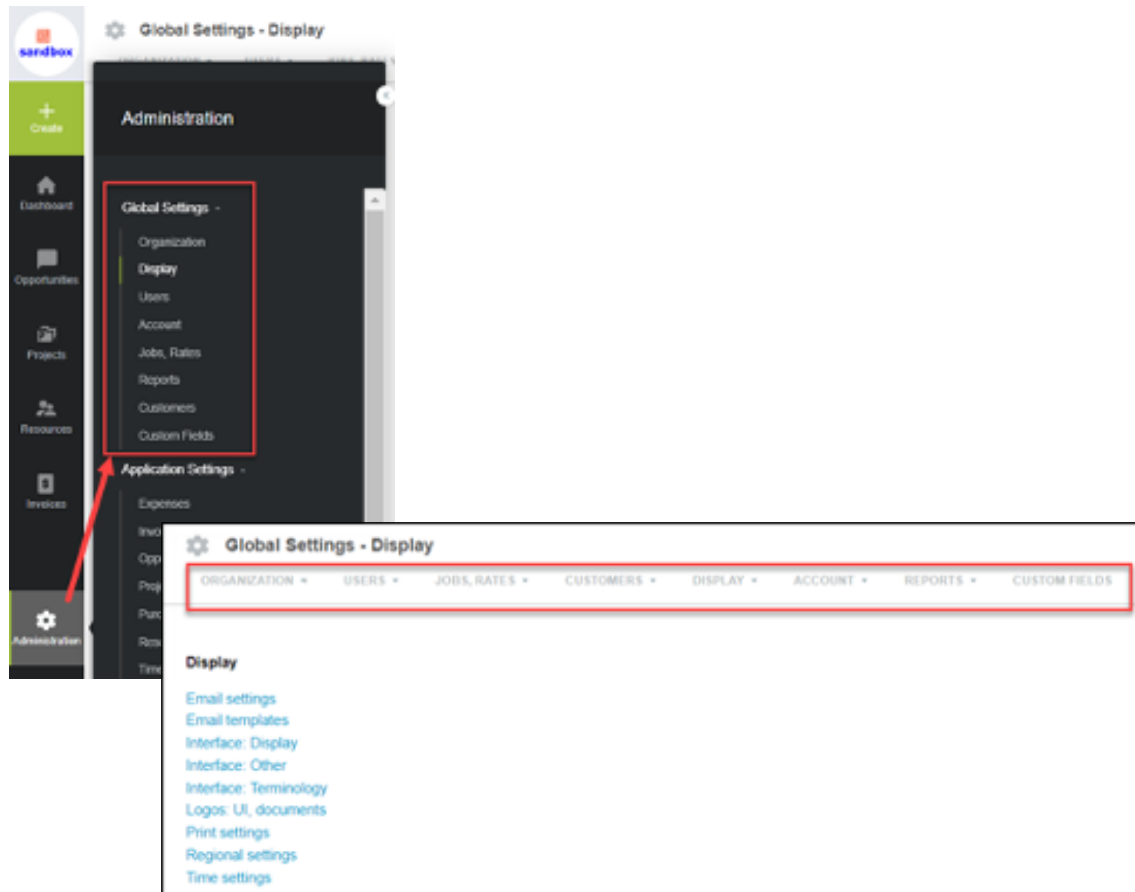 sandbox
Global Settings - Display
Create
Administration
Dashboard
Global Settings -
Organization
Display
Opportunities
Users
Account
Projects
Jobs, Rates
Reports
Resources
Customers
Custom Fields
Application Settings -
Invoices
Expenses
Administration
Global Settings - Display
ORGANIZATION USERS JOBS, RATES CUSTOMERS DISPLAY ACCOUNT REPORTS CUSTOM FIELDS
Display
Email settings
Email templates
Interface: Display
Interface: Other
Interface: Terminology
Logos: UI, documents
Print settings
Regional settings
Time settings